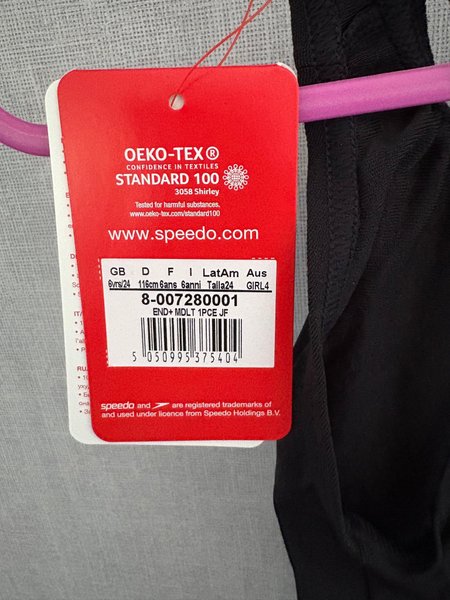 OEKO-TEX®
CONFIDENCE IN TEXTILES
STANDARD 100
3058 Shirley
Tested for harmful substances.
www.oeko-tex.com/standard100
www.speedo.com
GB D F I LatAm Aus
6yrs/24 116cm 6ans 6anni Talla24 GIRL4
8-007280001
END+ MDLT 1PCE JF
5 050995 375404
speedo and are registered trademarks of
and used under licence from Speedo Holdings B.V.